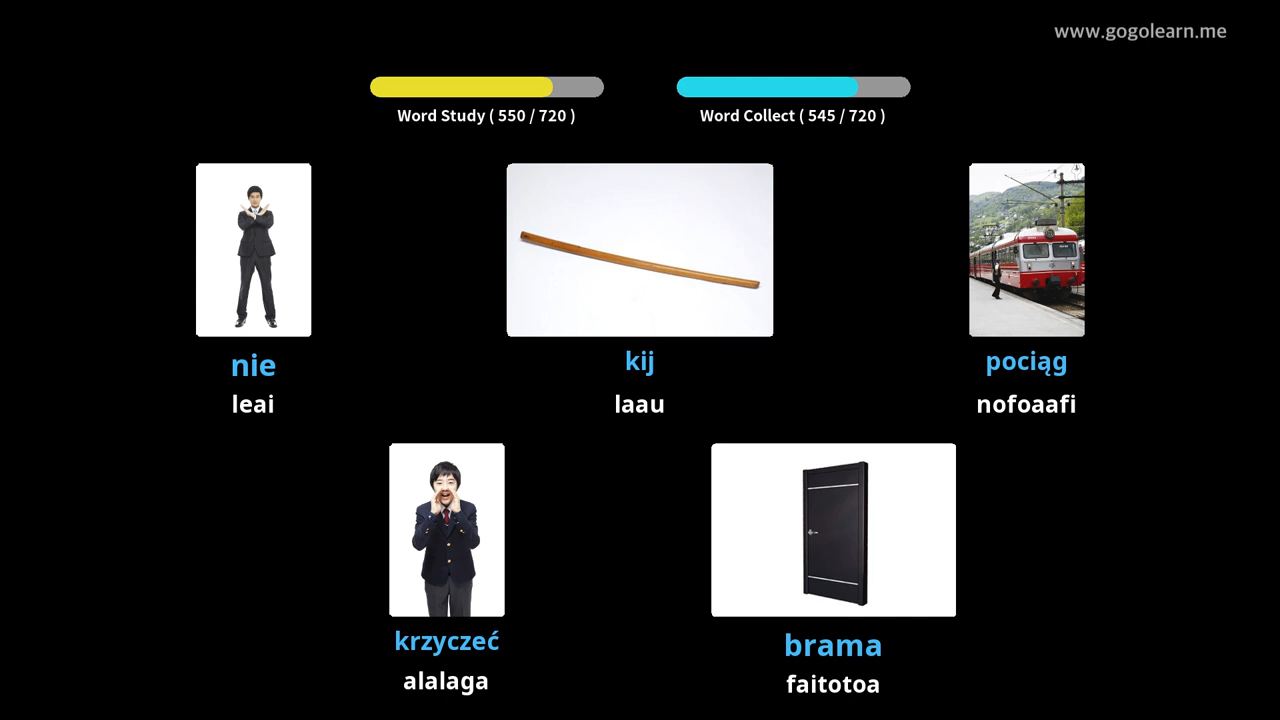 www.gogolearn.me
Word Study ( 550 / 720 )
Word Collect ( 545 / 720 )
nie
leai
kij
laau
pociąg
nofoaafi
krzyczeć
alalaga
brama
faitotoa